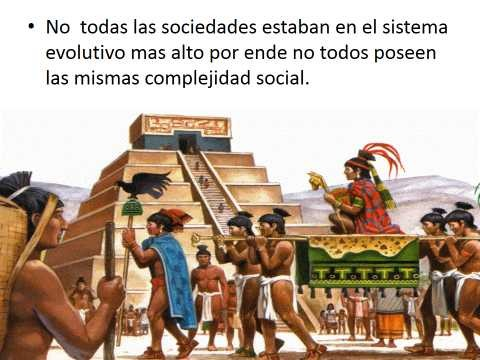 • No todas las sociedades estaban en el sistema
evolutivo mas alto por ende no todos poseen
las mismas complejidad social.